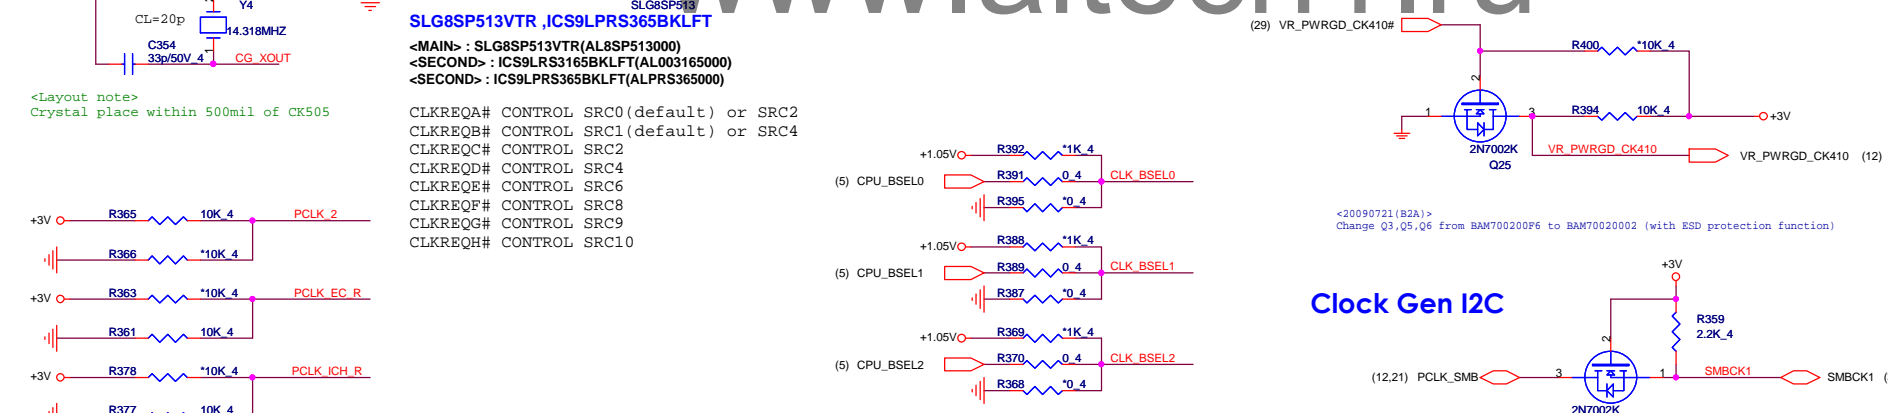 Y4
CL=20p
14.318MHZ
C354
33p/50V_4
1
CG_XOUT
<Layout note>
Crystal place within 500mil of CK505
SLG8SP513
SLG8SP513VTR ,ICS9LPRS365BKLFT
<MAIN> : SLG8SP513VTR(AL8SP513000)
<SECOND> : ICS9LRS3165BKLFT(AL003165000)
<SECOND> : ICS9LPRS365BKLFT(ALPRS365000)
CLKREQA# CONTROL SRC0(default) or SRC2
CLKREQB# CONTROL SRC1(default) or SRC4
CLKREQC# CONTROL SRC2
CLKREQD# CONTROL SRC4
CLKREQE# CONTROL SRC6
CLKREQF# CONTROL SRC8
CLKREQG# CONTROL SRC9
CLKREQH# CONTROL SRC10
+3V R365 10K_4 PCLK_2
R366 *10K_4
+3V R363 *10K_4 PCLK_EC_R
R361 10K_4
+3V R378 *10K_4 PCLK_ICH_R
R377 10K_4
+1.05V R392 *1K_4
(5) CPU_BSEL0 R391 0_4 CLK_BSEL0
R395 *0_4
+1.05V R388 *1K_4
(5) CPU_BSEL1 R389 0_4 CLK_BSEL1
R387 *0_4
+1.05V R369 *1K_4
(5) CPU_BSEL2 R370 0_4 CLK_BSEL2
R368 *0_4
(29) VR_PWRGD_CK410#
R400 *10K_4
2
1
3
R394 10K_4
+3V
2N7002K
Q25
VR_PWRGD_CK410
VR_PWRGD_CK410 (12)
<20090721(B2A)>
Change Q3,Q5,Q6 from BAM700200F6 to BAM70020002 (with ESD protection function)
Clock Gen I2C
+3V
R359
2.2K_4
2
(12,21) PCLK_SMB 3 1 SMBCK1 SMBCK1 (
2N7002K